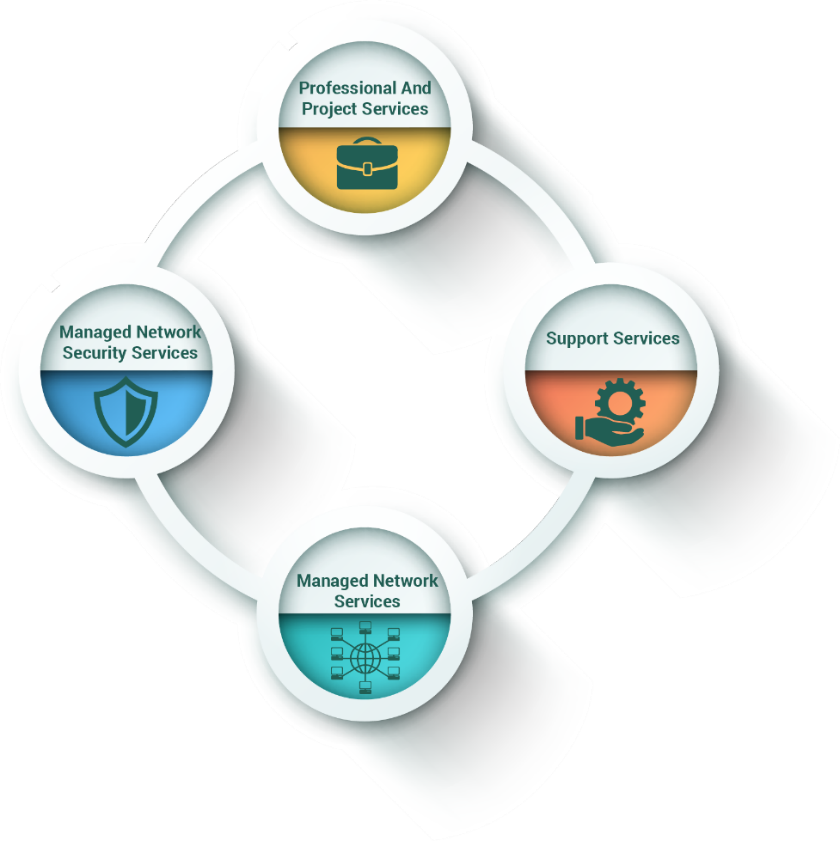 Professional And
Project Services
Managed Network
Security Services
Support Services
Managed Network
Services